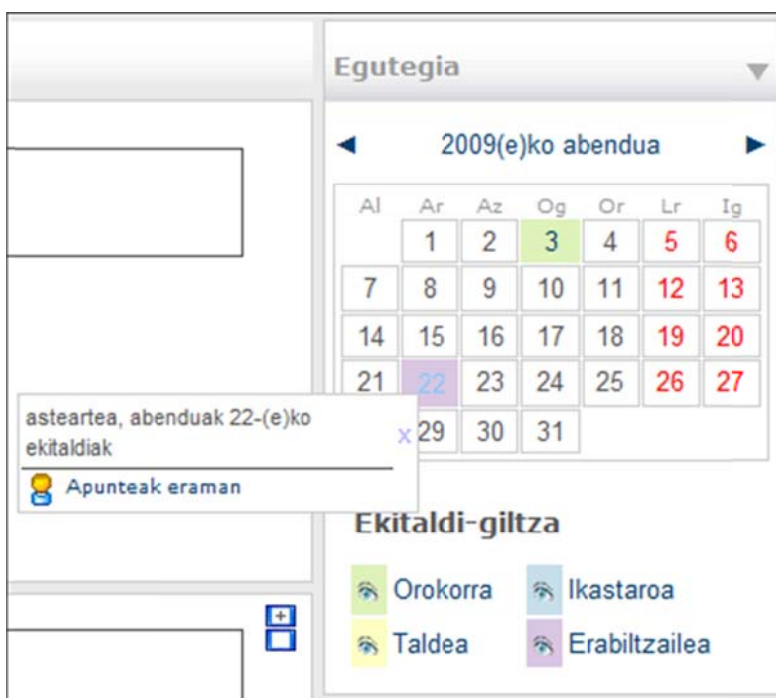 Egutegia
2009(e)ko abendua
Al Ar Az Og Or Lr Ig
1 2 3 4 5 6
7 8 9 10 11 12 13
14 15 16 17 18 19 20
21 22 23 24 25 26 27
29 30 31
asteartea, abenduak 22-(e)ko
ekitaldiak
x
Apunteak eraman
Ekitaldi-giltza
Orokorra Ikastaroa
Taldea Erabiltzailea